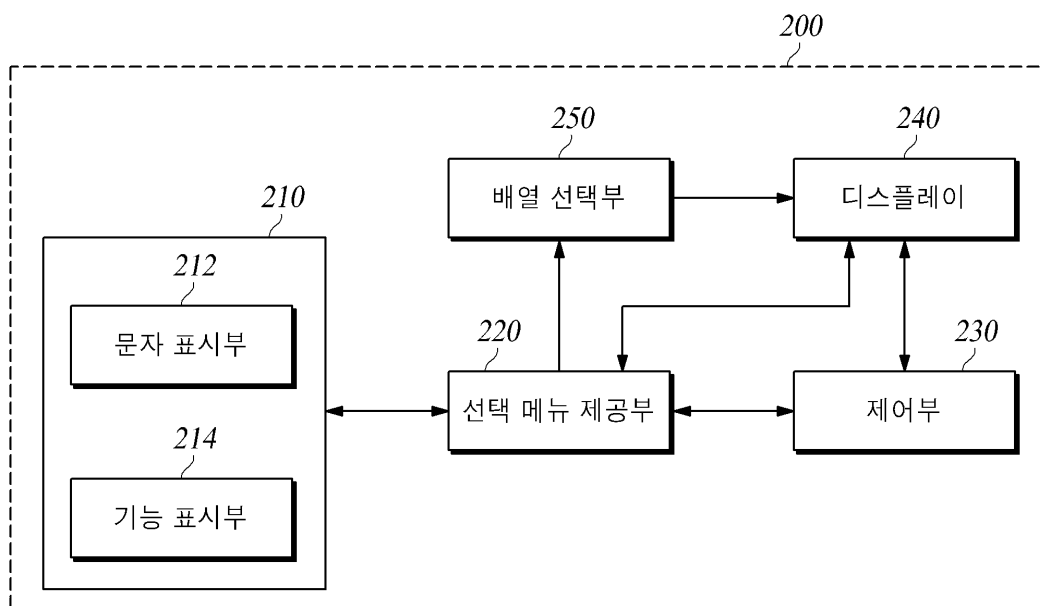 200
250
배열 선택부
240
디스플레이
210
212
문자 표시부
220
선택 메뉴 제공부
230
제어부
214
기능 표시부